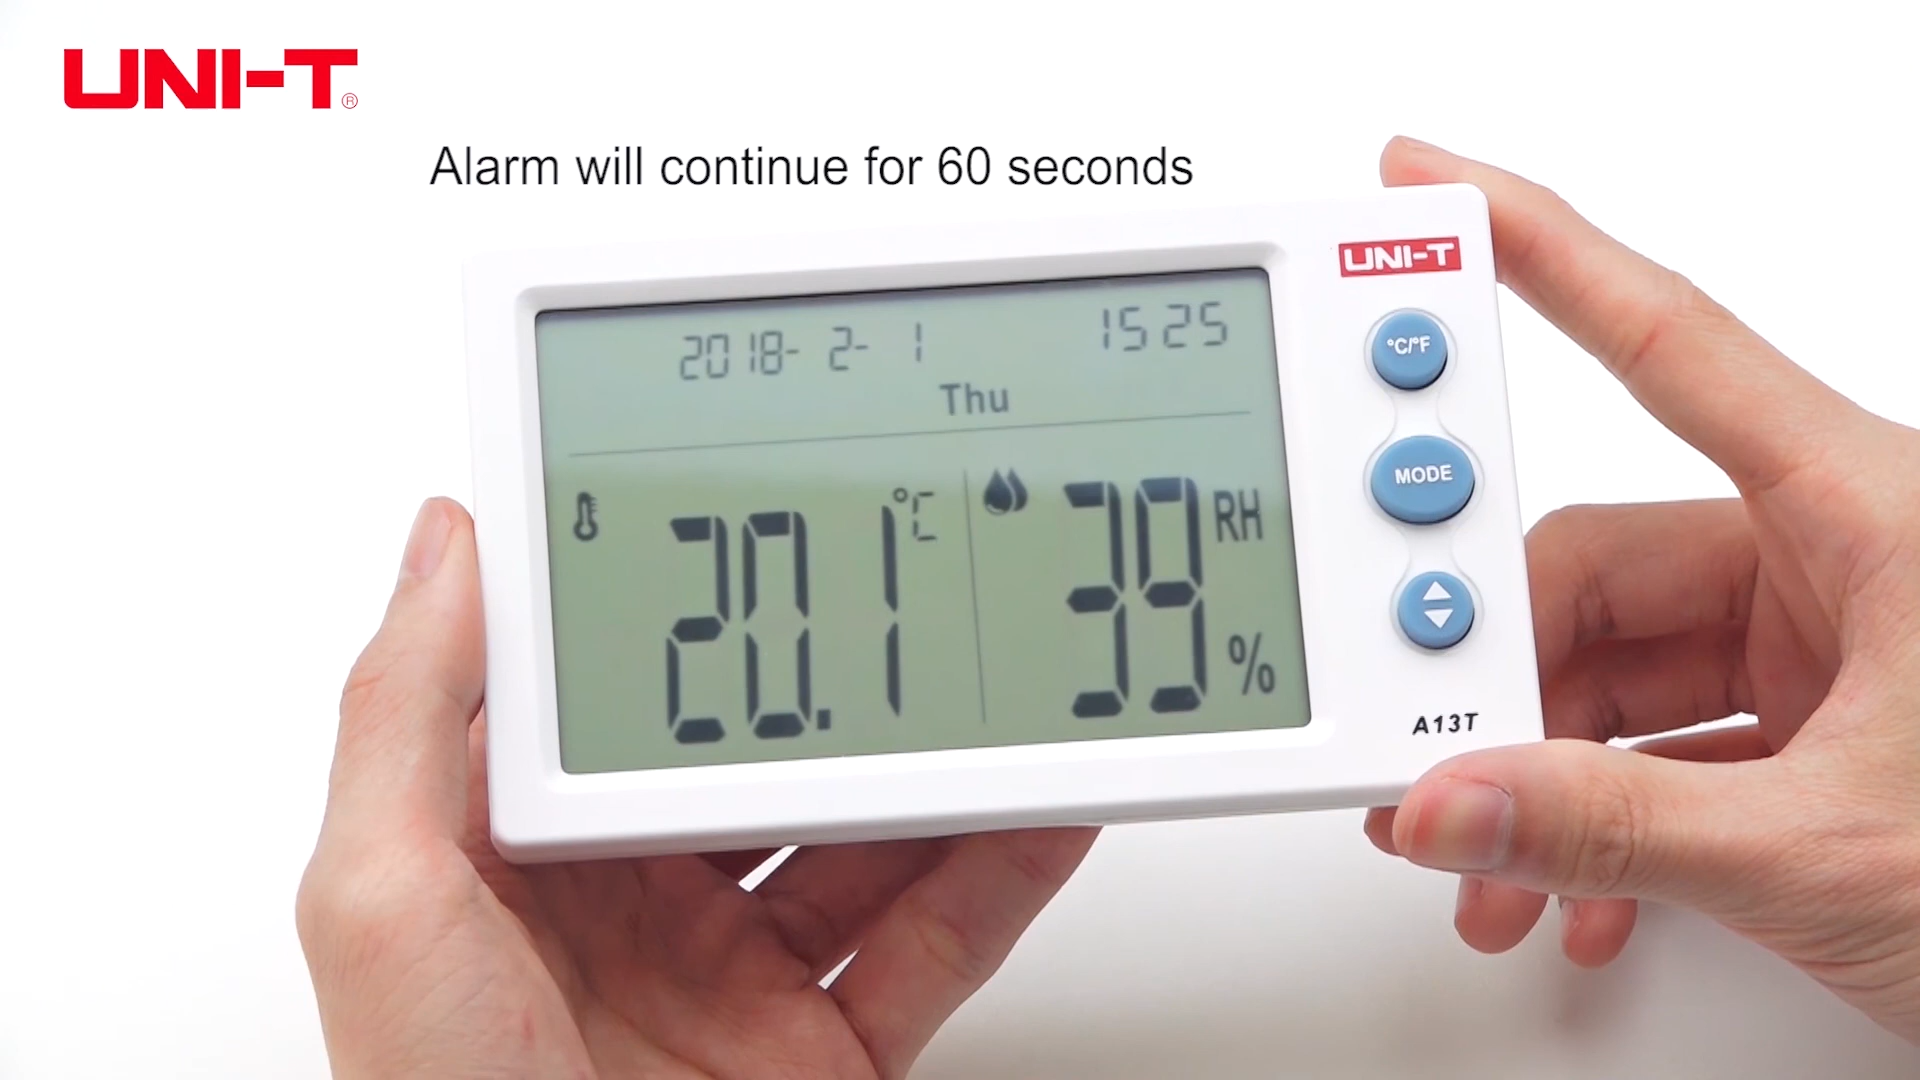 UNI-T®
Alarm will continue for 60 seconds
UNI-T
2018- 2- 1 15 25
Thu
°C/°F
MODE
20.1 °C 39 RH
%
A13T